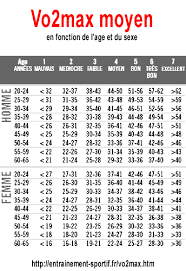 Vo2max moyen
en fonction de l'age et du sexe
Age 1 2 3 4 5 6 7
ANNÉES MAUVAIS MEDIOCRE FAIBLE MOYEN BON TRÈS BON EXCELLENT
HOMME
20-24 < 32 32-37 38-43 44-50 51-56 57-62 >62
25-29 < 31 31-35 36-42 43-48 49-53 54-59 >59
30-34 < 29 29-34 35-40 41-45 46-51 52-56 >56
35-39 < 28 28-32 33-38 39-43 44-48 49-54 >54
40-44 < 26 26-31 32-35 36-41 42-46 47-51 >51
45-49 < 25 25-29 30-34 35-39 40-43 44-48 >48
50-54 < 24 24-27 28-32 33-36 37-41 42-46 >46
55-59 < 22 22-26 27-30 31-34 35-39 40-43 >43
60-65 < 21 21-24 25-28 29-32 33-36 37-40 >40
FEMME
20-24 < 27 27-31 32-36 37-41 42-46 47-51 >51
25-29 < 26 26-30 31-35 36-40 41-44 45-49 >49
30-34 < 25 25-29 30-33 34-37 38-42 43-46 >46
35-39 < 24 24-27 28-31 32-35 36-40 41-44 >44
40-44 < 22 22-25 26-29 30-33 34-37 38-41 >41
45-49 < 21 21-23 24-27 28-31 32-35 36-38 >38
50-54 < 19 19-22 23-25 26-29 30-32 33-36 >36
55-59 < 18 18-20 21-23 24-27 28-30 31-33 >33
60-65 < 16 16-18 19-21 22-24 25-27 28-30 >30
http://entrainement-sportif.fr/vo2max.htm